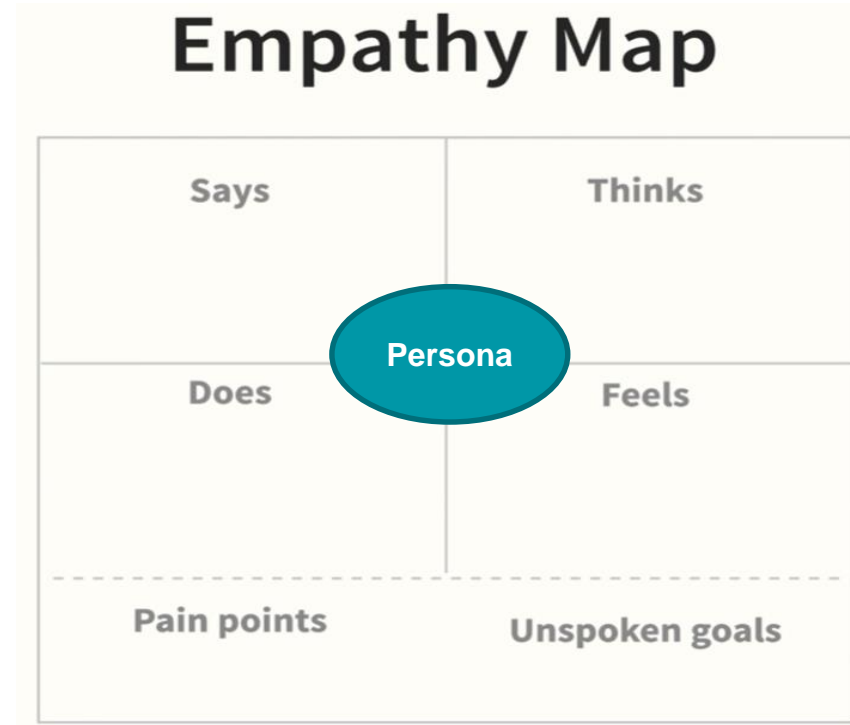 Empathy Map
Says
Thinks
Persona
Does
Feels
Pain points
Unspoken goals